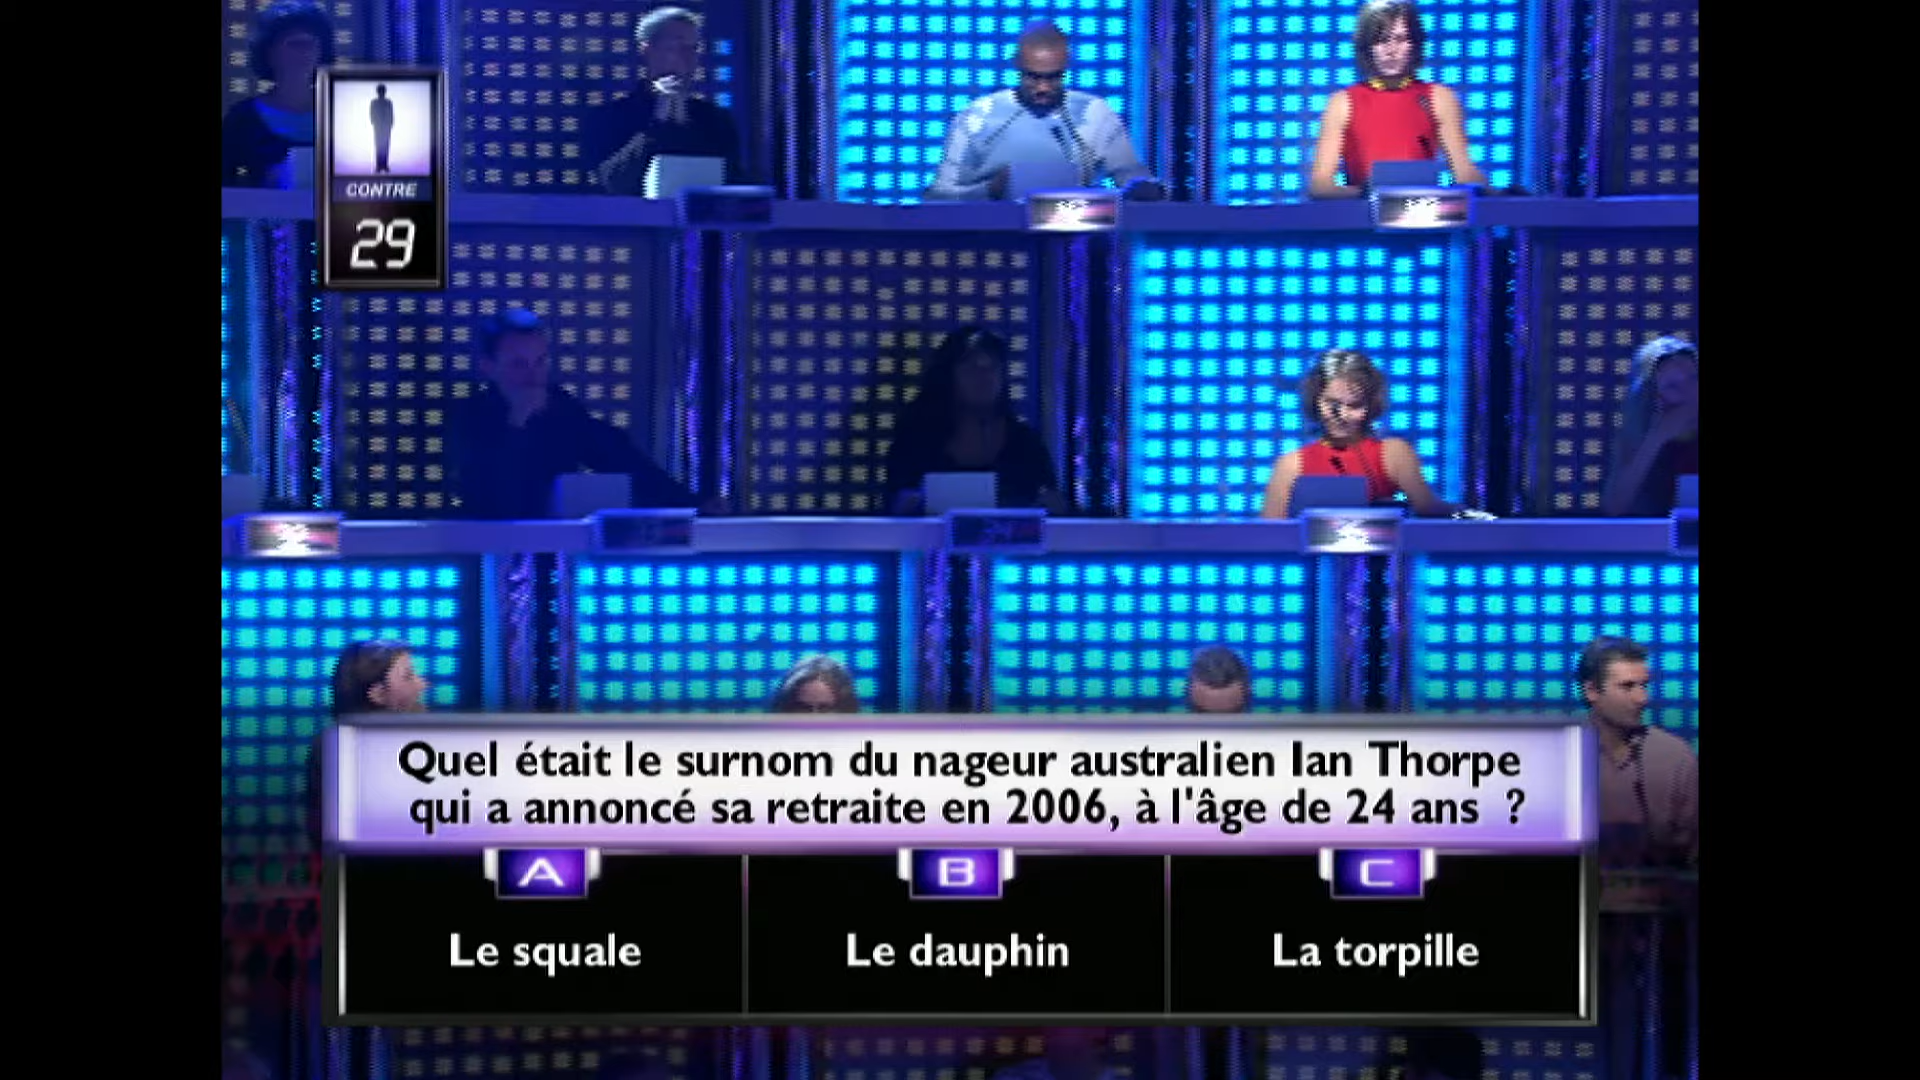 CONTRE
29
Quel était le surnom du nageur australien Ian Thorpe
qui a annoncé sa retraite en 2006, à l'âge de 24 ans ?
A
B
C
Le squale
Le dauphin
La torpille